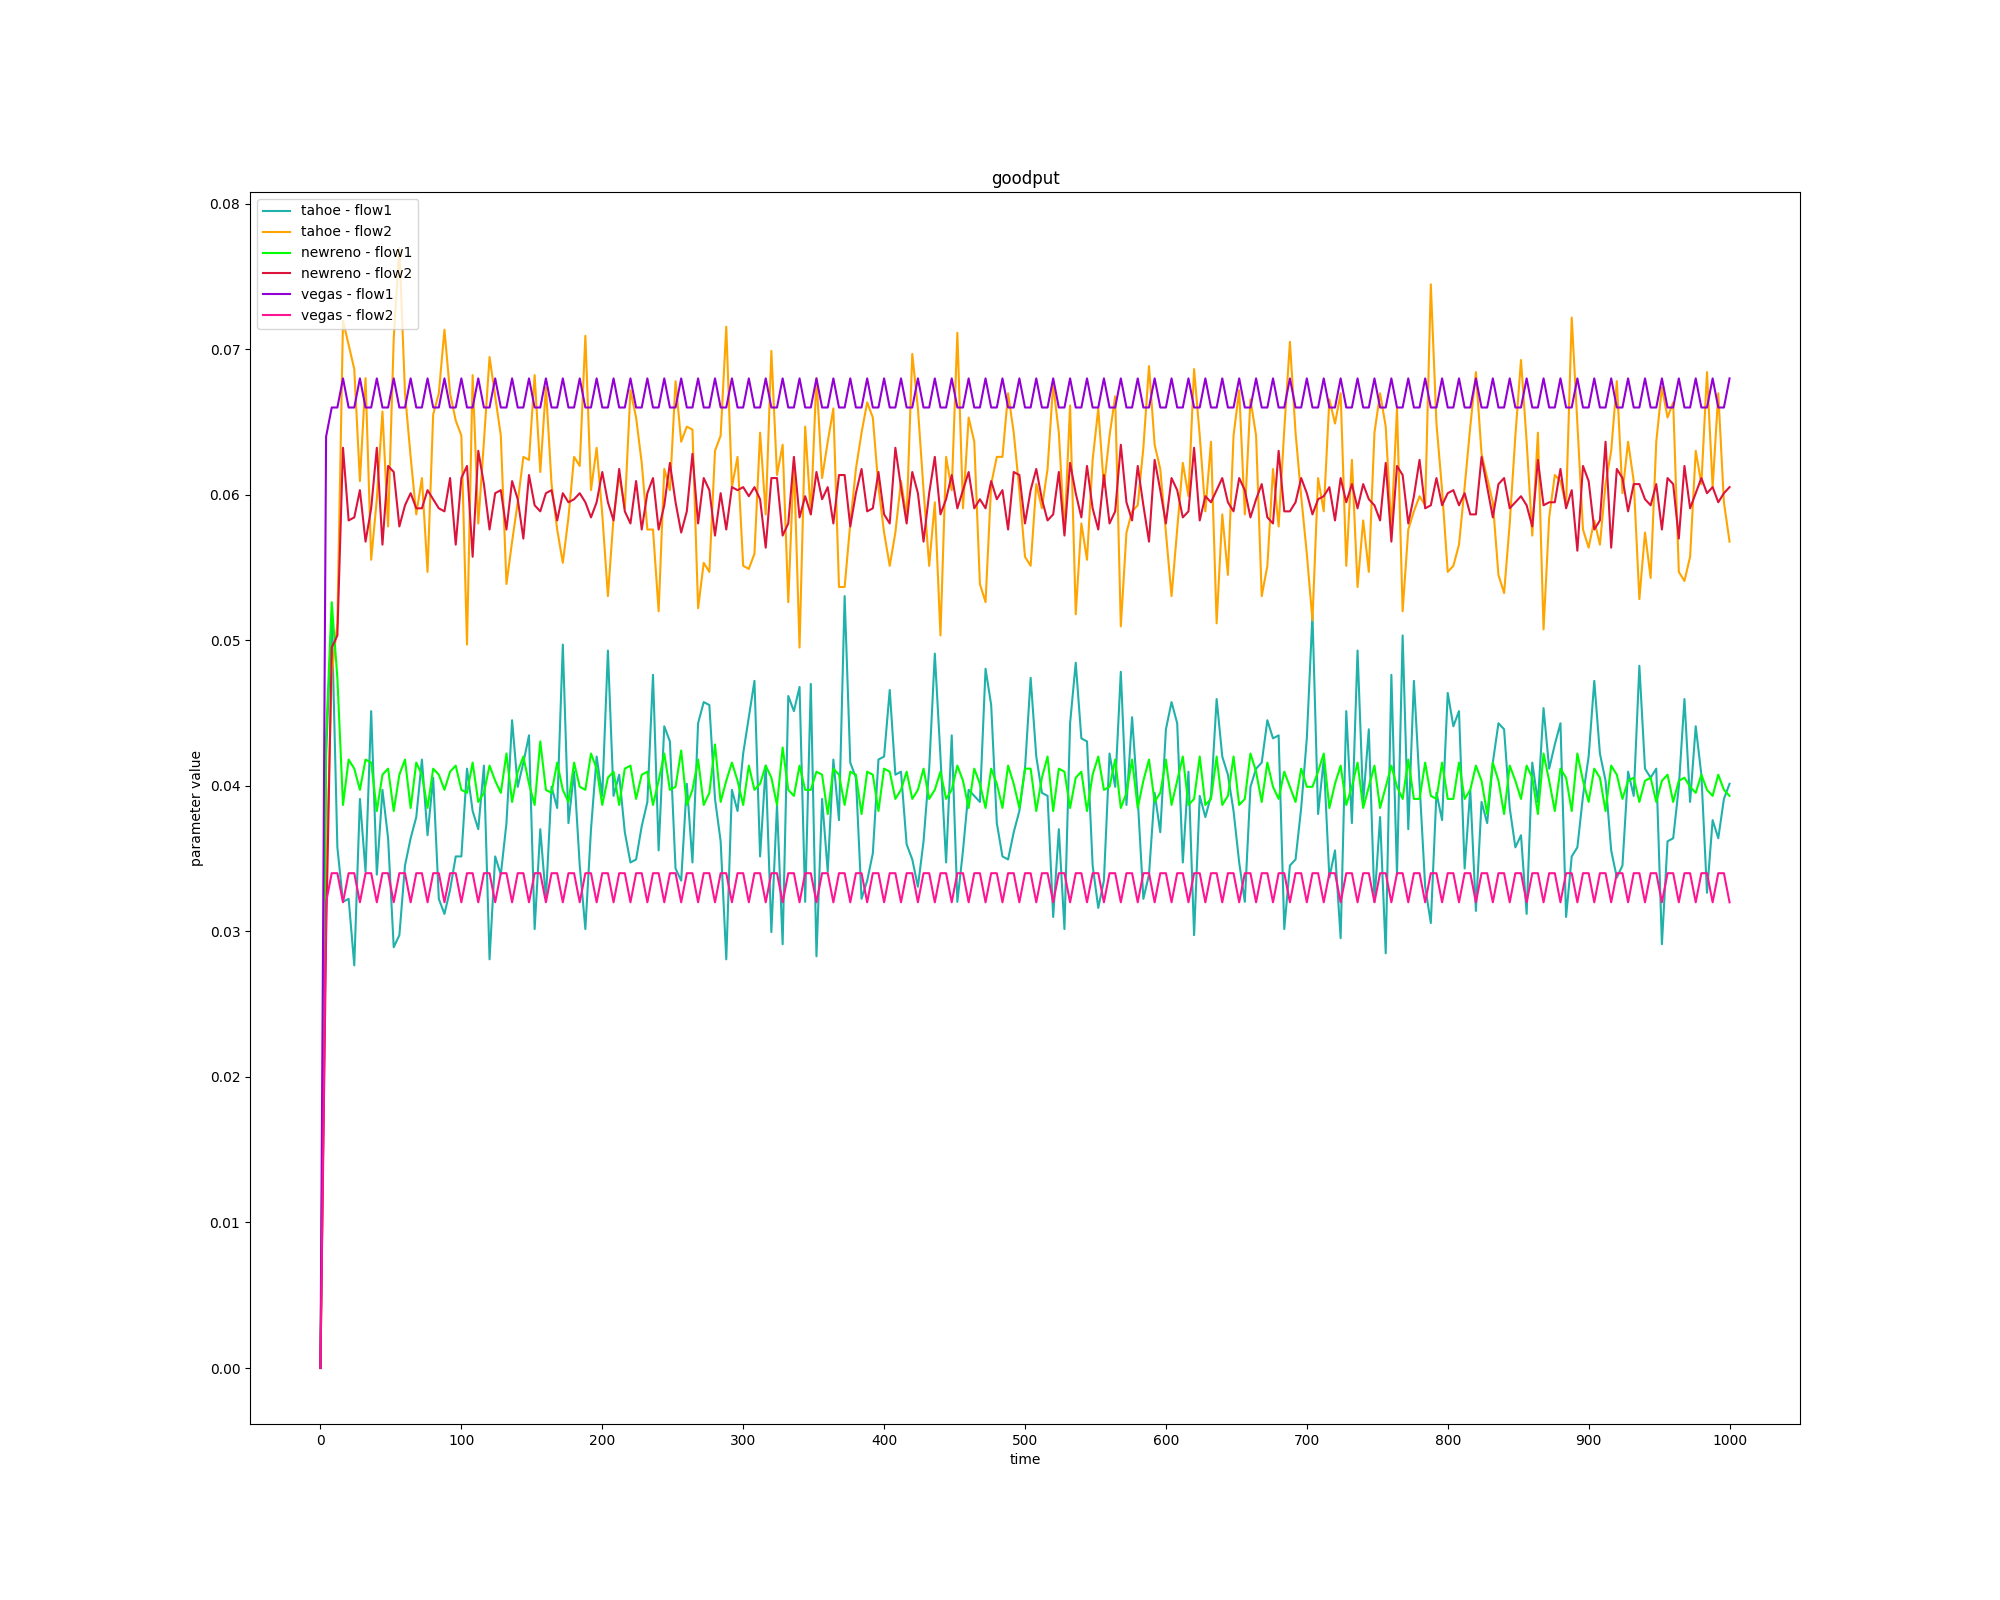 goodput
0.08
0.07
0.06
0.05
0.04
0.03
0.02
0.01
0.00
parameter value
tahoe - flow1
tahoe - flow2
newreno - flow1
newreno - flow2
vegas - flow1
vegas - flow2
0 100 200 300 400 500 600 700 800 900 1000
time